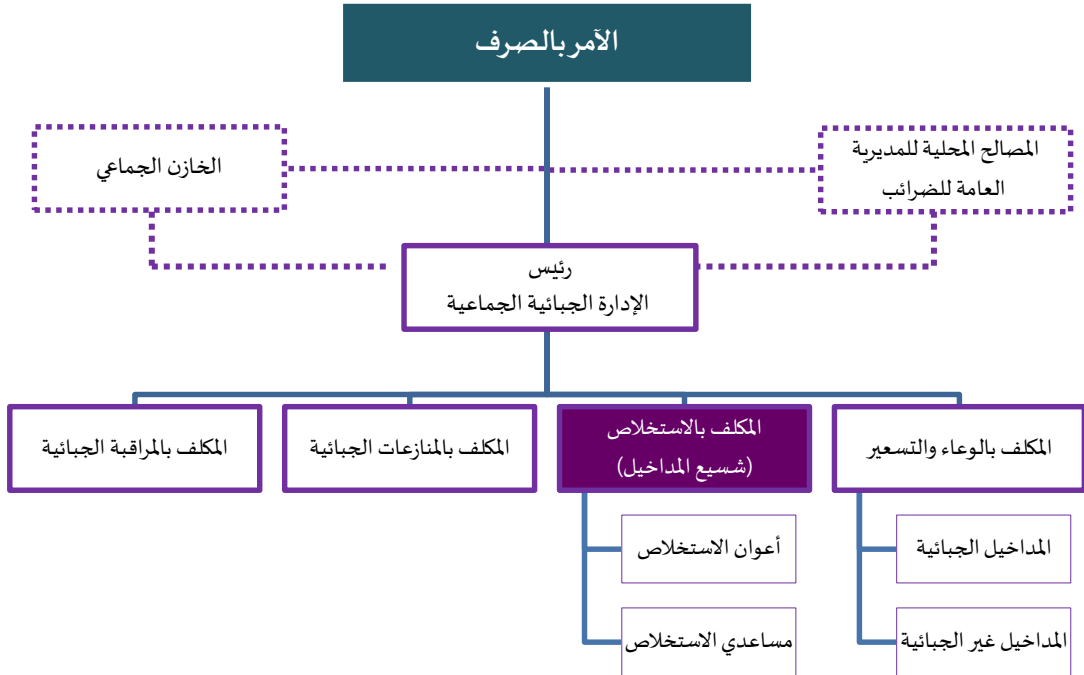 الآمر بالصرف
المصالح المحلية للمديرية
العامة للضرائب
الخازن الجماعي
رئيس
الإدارة الجبائية الجماعية
المكلف بالوعاء والتسعير
المكلف بالاستخلاص
(شسيع المداخيل)
المكلف بالمنازعات الجبائية
المكلف بالمراقبة الجبائية
المداخيل الجبائية
أعوان الاستخلاص
المداخيل غير الجبائية
مساعدي الاستخلاص